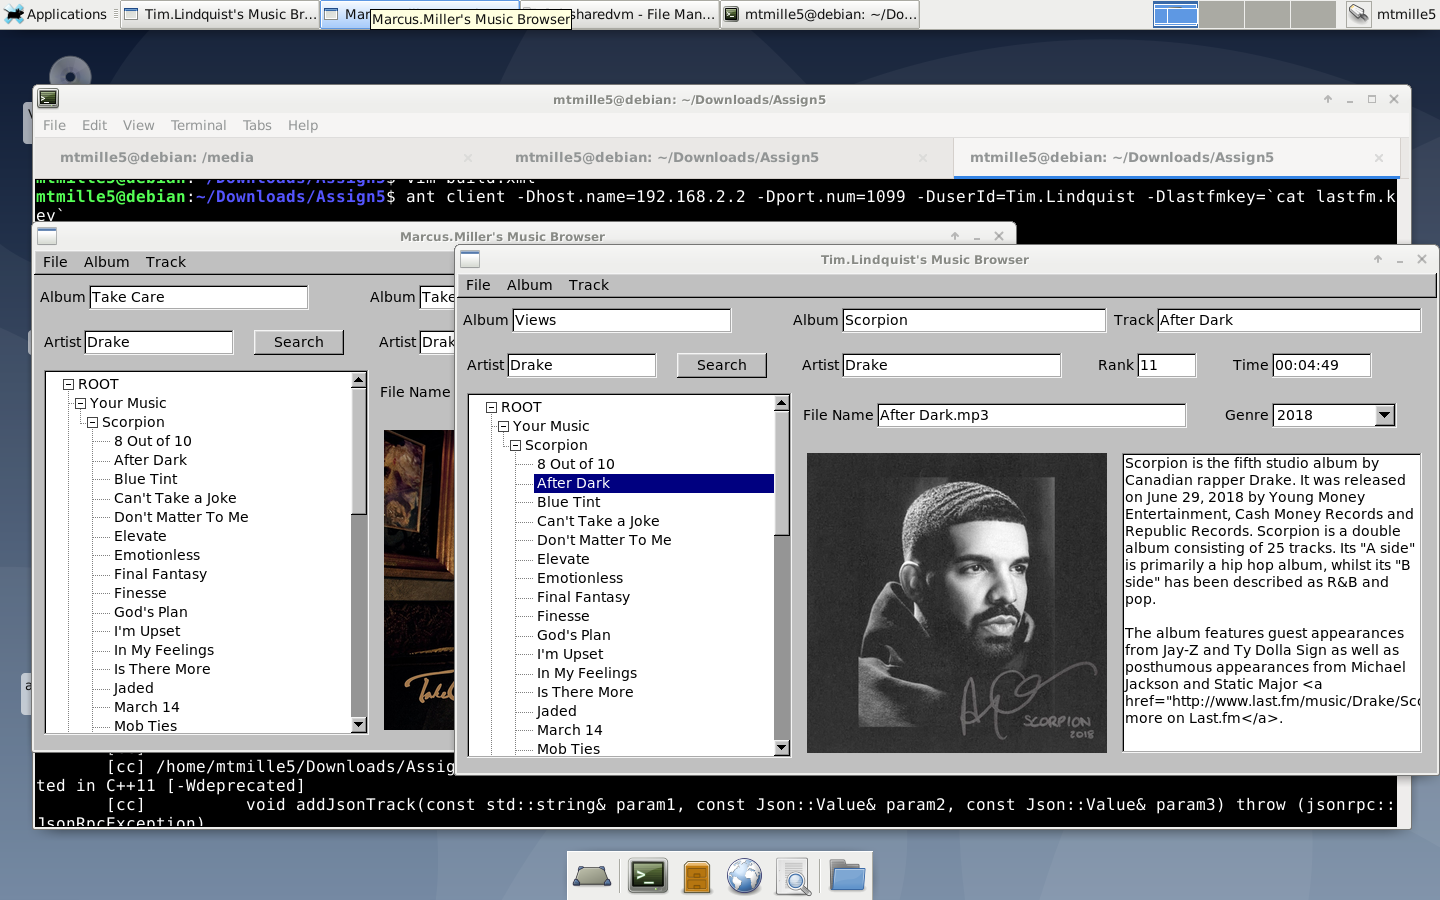 Applications
Tim.Lindquist's Music Br...
Mar
sharedvm - File Man...
mtmille5@debian: ~/Do...
mtmille5
Marcus.Miller's Music Browser
mtmille5@debian: ~/Downloads/Assign5
File Edit View Terminal Tabs Help
mtmille5@debian: /media
mtmille5@debian: ~/Downloads/Assign5
mtmille5@debian: ~/Downloads/Assign5
mtmille5@debian:~/Downloads/Assign5$ vim build.xml
mtmille5@debian:~/Downloads/Assign5$ ant client -Dhost.name=192.168.2.2 -Dport.num=1099 -DuserId=Tim.Lindquist -Dlastfmkey=`cat lastfm.k
ey`
Marcus.Miller's Music Browser
File Album Track
Album Take Care
Album Take
Artist Drake
Search
Artist Drak
File Name
ROOT
Your Music
Scorpion
8 Out of 10
After Dark
Blue Tint
Can't Take a Joke
Don't Matter To Me
Elevate
Emotionless
Final Fantasy
Finesse
God's Plan
I'm Upset
In My Feelings
Is There More
Jaded
March 14
Mob Ties
Tim.Lindquist's Music Browser
File Album Track
Album Views
Album Scorpion
Track After Dark
Artist Drake
Search
Artist Drake
Rank 11
Time 00:04:49
File Name After Dark.mp3
Genre 2018
ROOT
Your Music
Scorpion
8 Out of 10
After Dark
Blue Tint
Can't Take a Joke
Don't Matter To Me
Elevate
Emotionless
Final Fantasy
Finesse
God's Plan
I'm Upset
In My Feelings
Is There More
Jaded
March 14
Mob Ties
SCORPION
2018
Scorpion is the fifth studio album by
Canadian rapper Drake. It was released
on June 29, 2018 by Young Money
Entertainment, Cash Money Records and
Republic Records. Scorpion is a double
album consisting of 25 tracks. Its "A side"
is primarily a hip hop album, whilst its "B
side" has been described as R&B and
pop.
The album features guest appearances
from Jay-Z and Ty Dolla Sign as well as
posthumous appearances from Michael
Jackson and Static Major <a
href="http://www.last.fm/music/Drake/Sco
more on Last.fm</a>.
[cc]
[cc] /home/mtmille5/Downloads/Assig
ted in C++11 [-Wdeprecated]
[cc] void addJsonTrack(const std::string& param1, const Json::Value& param2, const Json::Value& param3) throw (jsonrpc::
JsonRpcException)